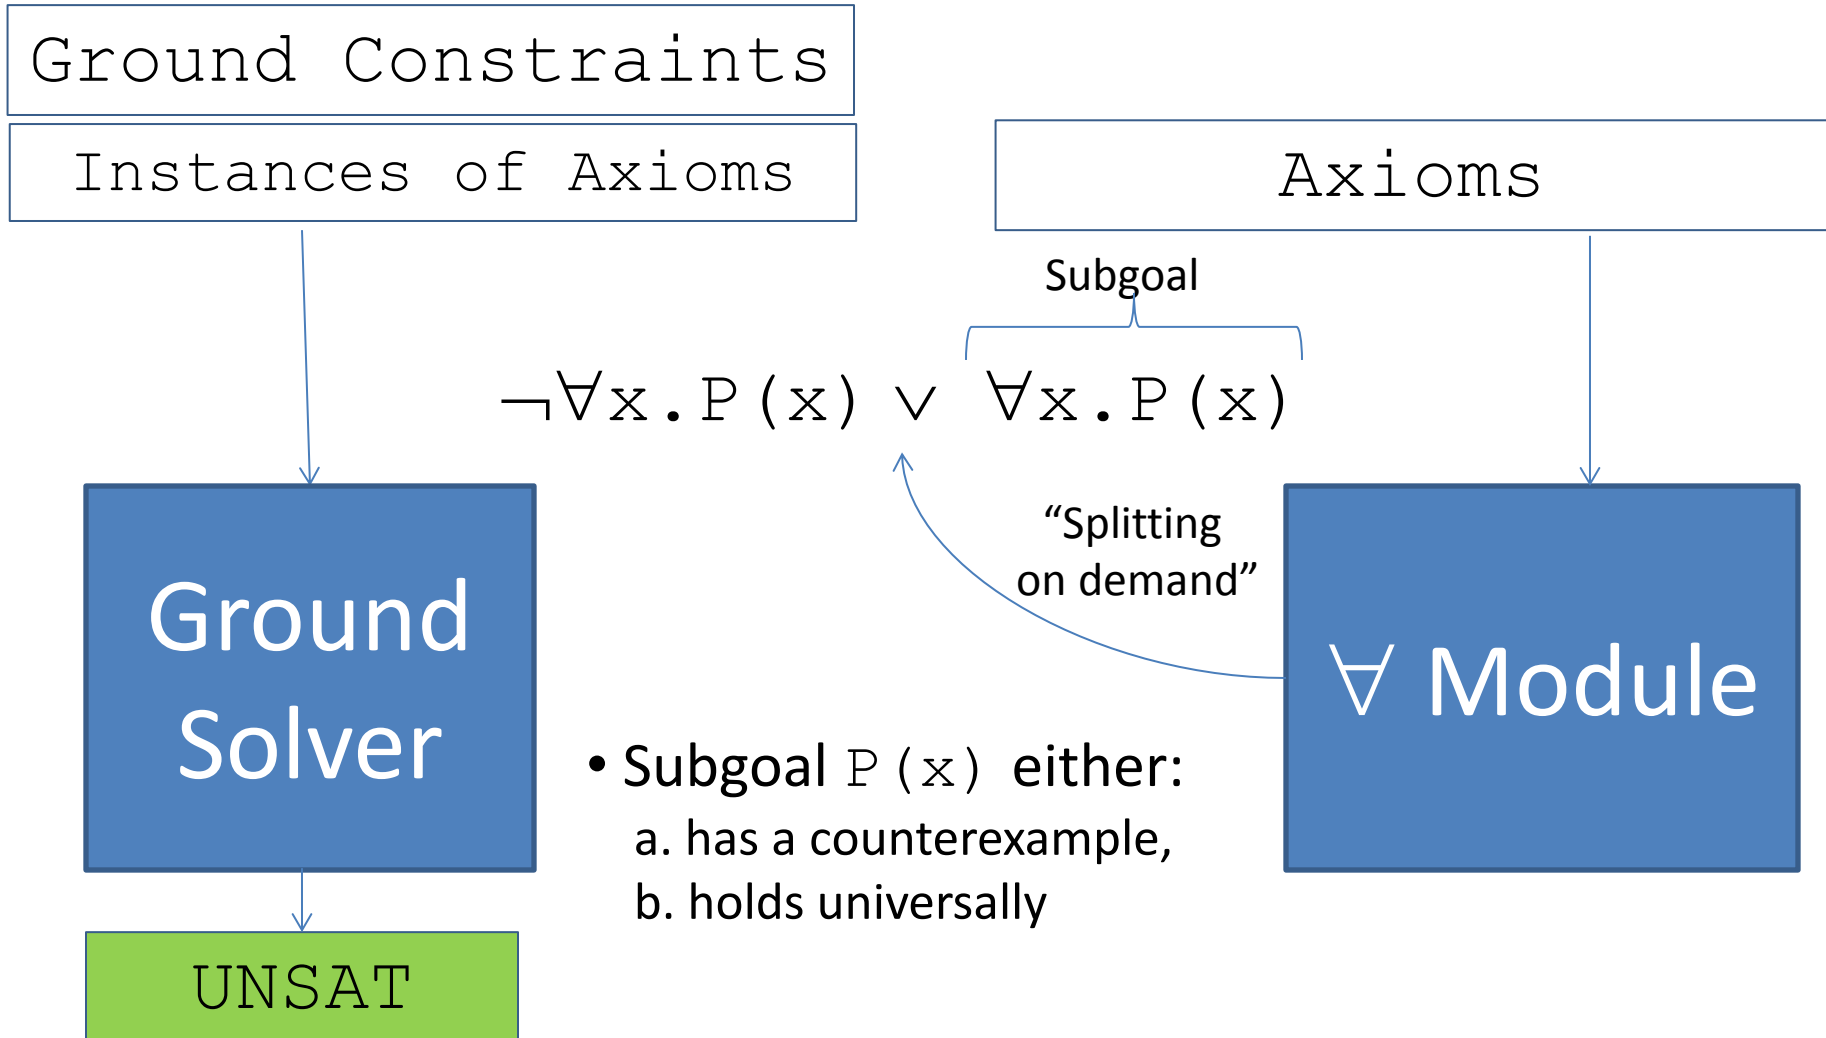 Ground Constraints
Instances of Axioms
Axioms
Subgoal
¬∀x.P(x) ∨ ∀x.P(x)
“Splitting
on demand”
Ground
Solver
∀ Module
• Subgoal P(x) either:
a. has a counterexample,
b. holds universally
UNSAT